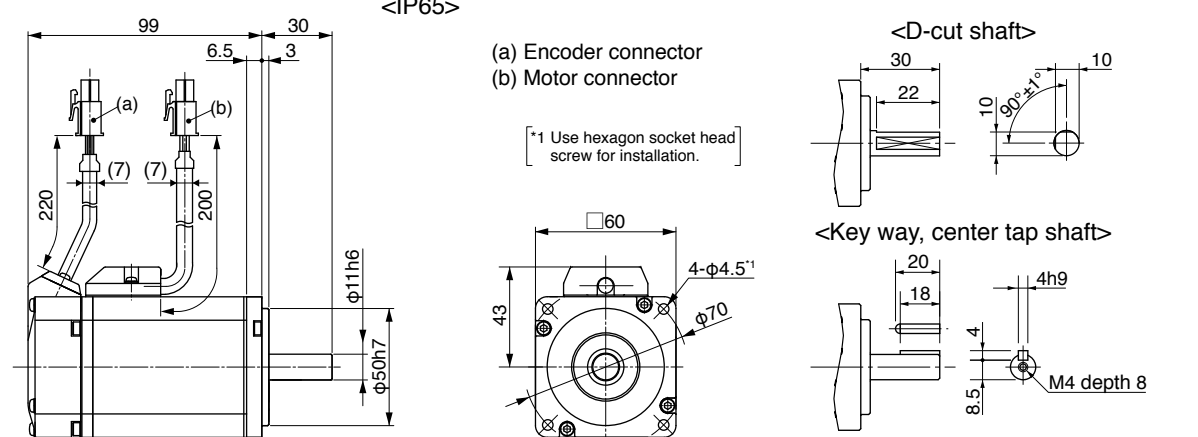 <IP65>
99
30
6.5
3
(a)
(b)
(7)
(7)
220
200
φ11h6
φ50h7
(a) Encoder connector
(b) Motor connector
*1 Use hexagon socket head
screw for installation.
□60
4-φ4.5*1
43
φ70
<D-cut shaft>
30
22
10
10
90°±1°
<Key way, center tap shaft>
20
18
4h9
4
8.5
M4 depth 8